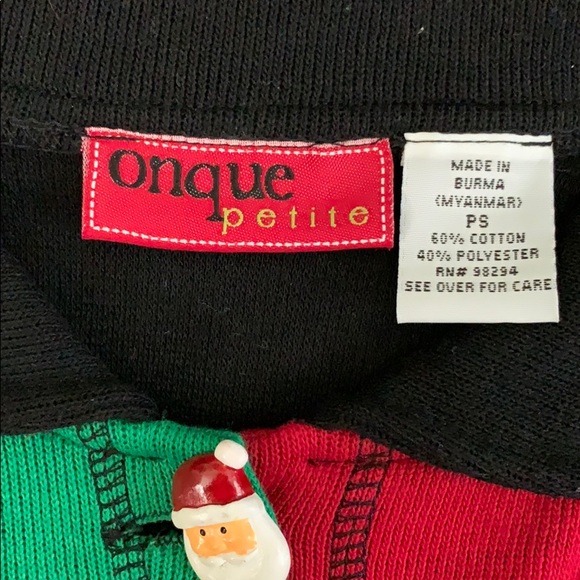 onque
petite
MADE IN
BURMA
(MYANMAR)
PS
60% COTTON
40% POLYESTER
RN# 98294
SEE OVER FOR CARE